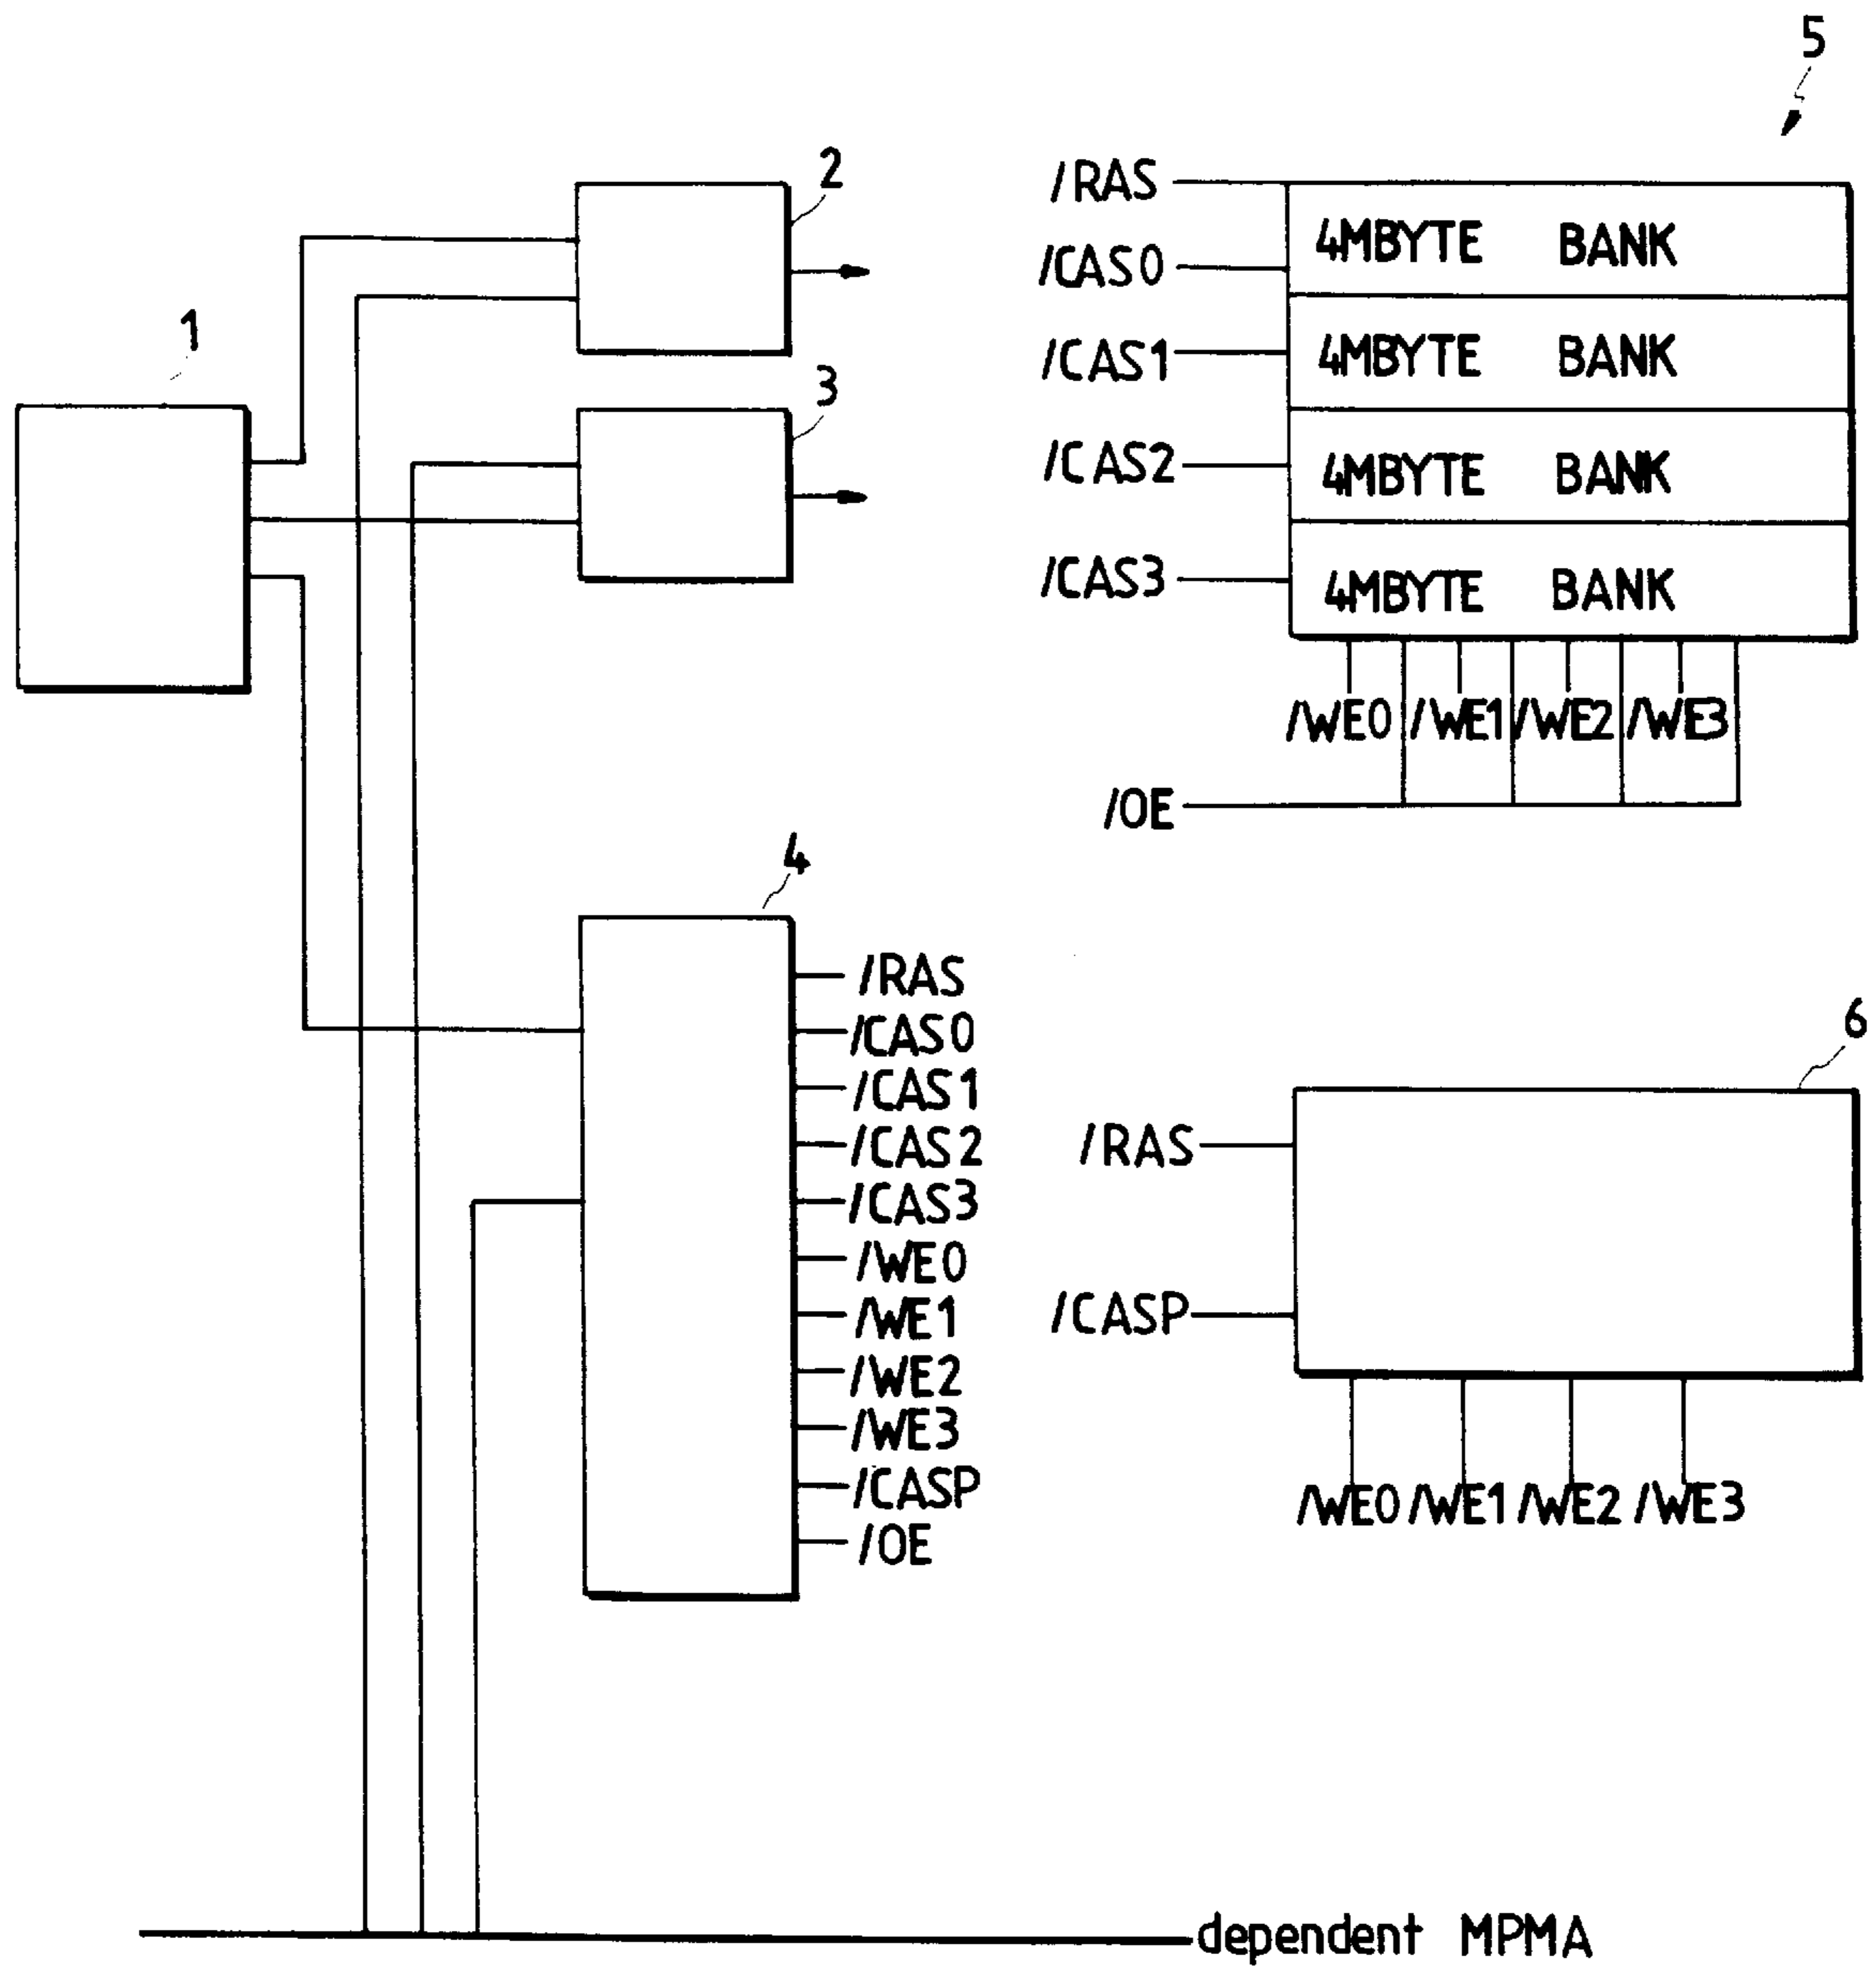 5
2
/RAS
4MBYTE BANK
/CAS0
1
/CAS1
4MBYTE BANK
3
/CAS2
4MBYTE BANK
/CAS3
4MBYTE BANK
/WE0 /WE1 /WE2 /WE3
/OE
4
/RAS
/CAS0
/CAS1
/CAS2
/CAS3
/WE0
/WE1
/WE2
/WE3
/CASP
/OE
6
/RAS
/CASP
/WE0 /WE1 /WE2 /WE3
dependent MPMA